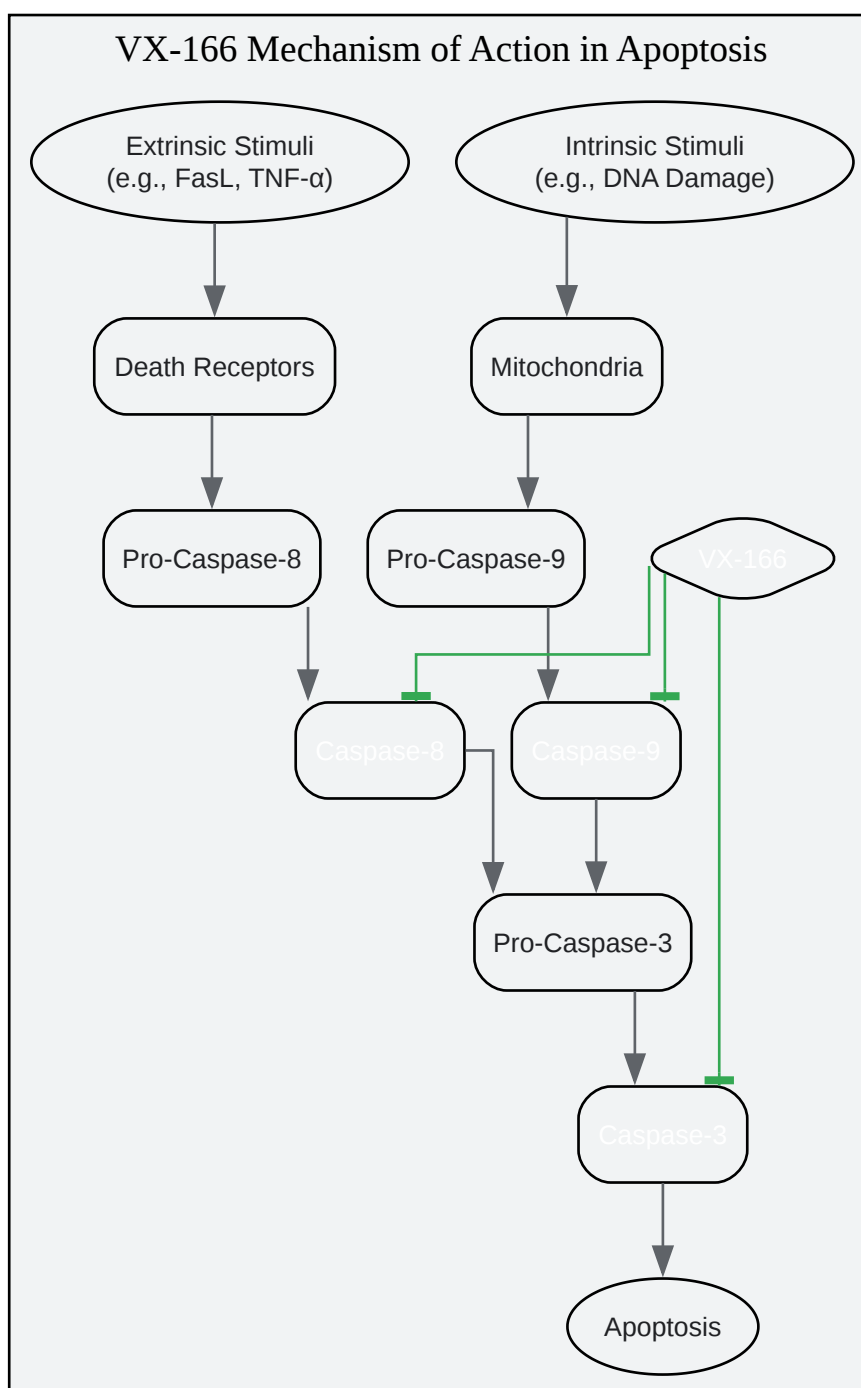 VX-166 Mechanism of Action in Apoptosis
Extrinsic Stimuli
(e.g., FasL, TNF-α)
Intrinsic Stimuli
(e.g., DNA Damage)
Death Receptors
Mitochondria
Pro-Caspase-8
Pro-Caspase-9
VX-166
Caspase-8
Caspase-9
Pro-Caspase-3
Caspase-3
Apoptosis